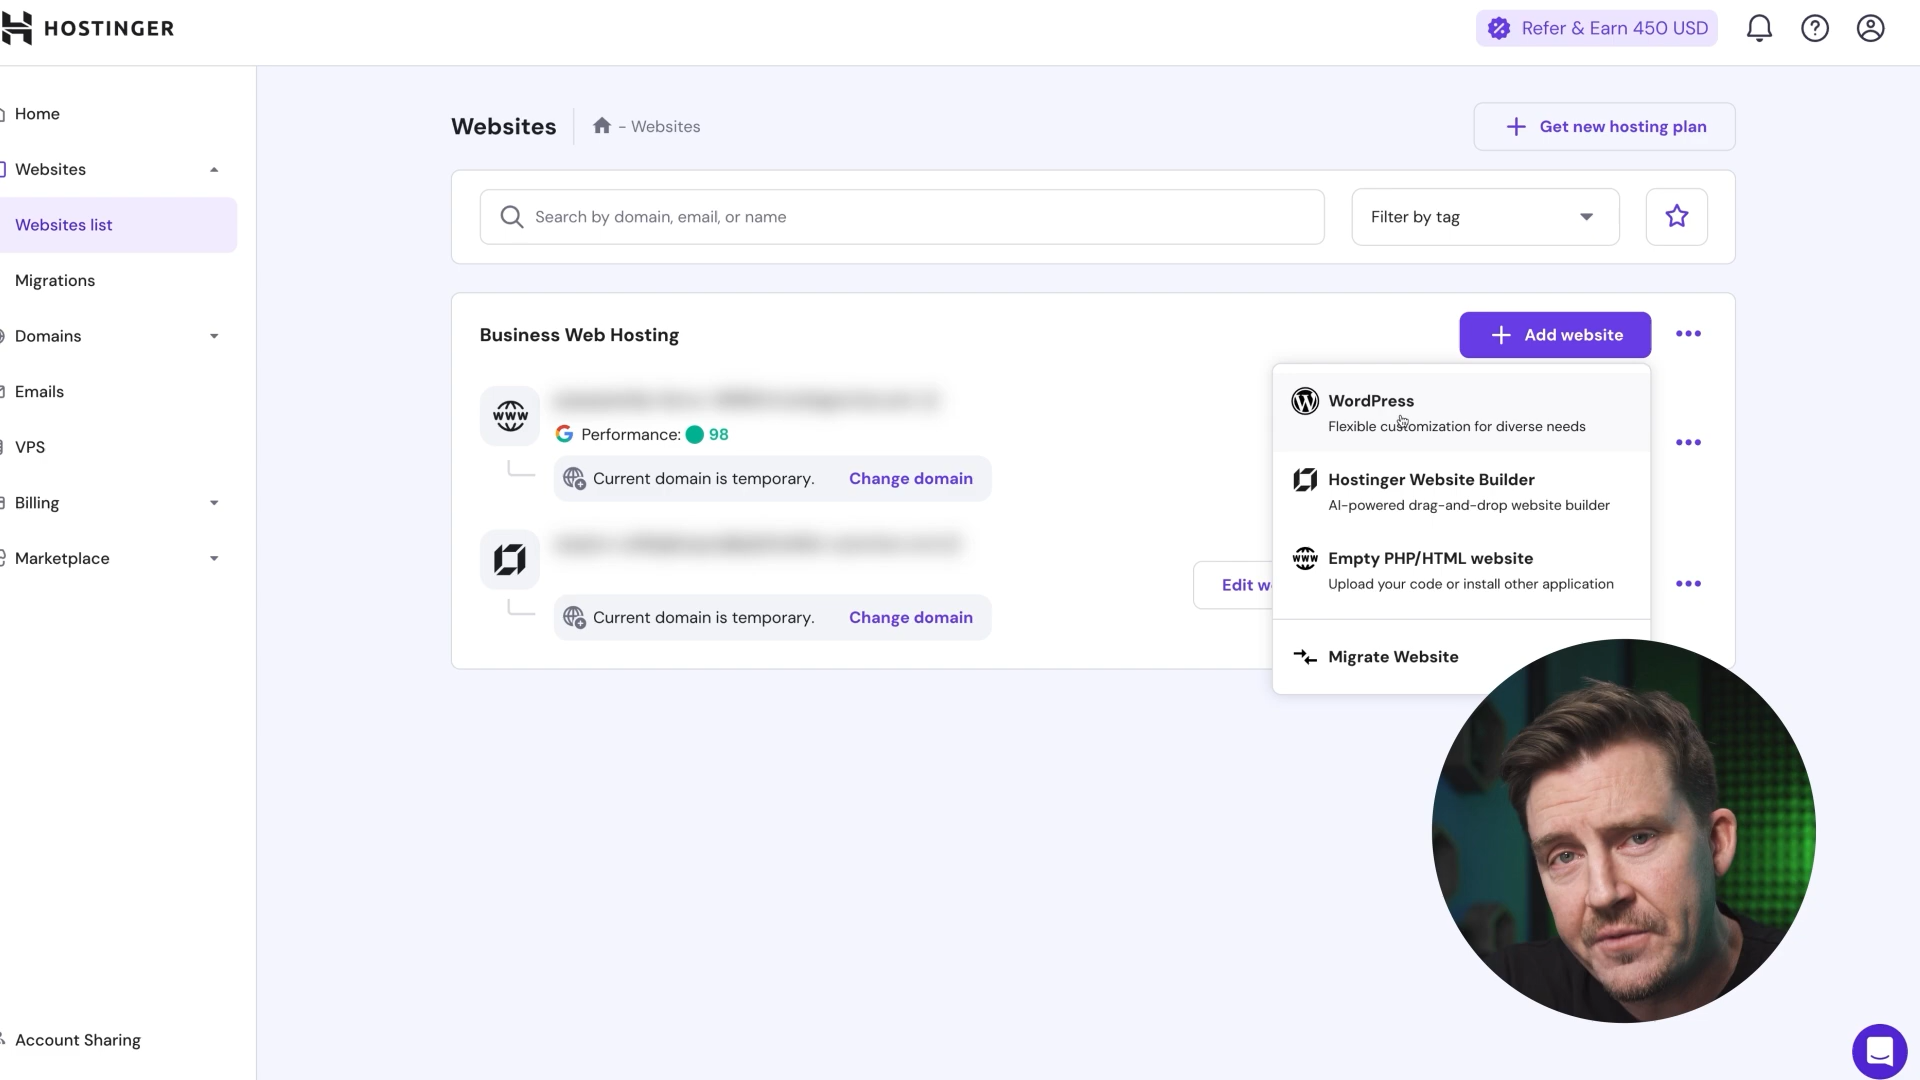 HOSTINGER
Refer & Earn 450 USD
Home
Websites
Websites list
Migrations
Domains
Emails
VPS
Billing
Marketplace
Account Sharing
Websites
- Websites
Get new hosting plan
Search by domain, email, or name
Filter by tag
Business Web Hosting
Add website
WWW
Performance: 98
Current domain is temporary. Change domain
Current domain is temporary. Change domain
Edit w
WordPress
Flexible customization for diverse needs
Hostinger Website Builder
AI-powered drag-and-drop website builder
WWW
Empty PHP/HTML website
Upload your code or install other application
Migrate Website